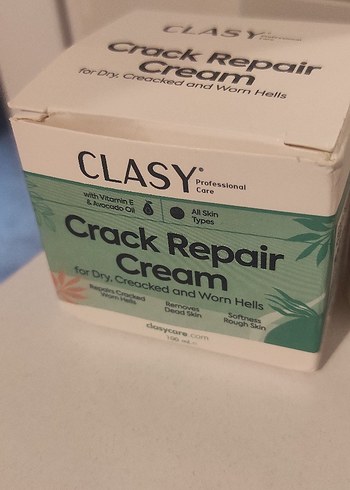 CLASY
Crack Repair
Cream
for Dry, Creacked and Worn Hells
CLASY®
Professional
Care
with Vitamin E
& Avocado Oil
All Skin
Types
Crack Repair
Cream
for Dry, Creacked and Worn Hells
Repairs Cracked
Worn Hells
Removes
Dead Skin
Softness
Rough Skin
clasycare.com